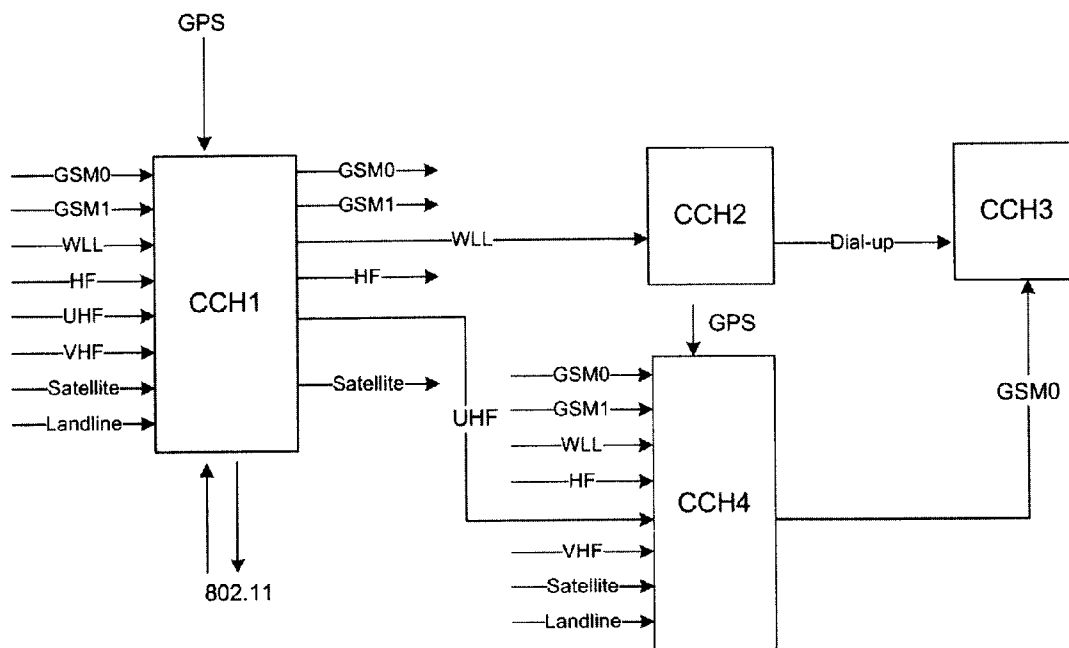 GPS
GSM0
GSM1
WLL
HF
UHF
VHF
Satellite
Landline
CCH1
GSM0
GSM1
WLL
HF
UHF
Satellite
802.11
CCH2
Dial-up
CCH3
GPS
GSM0
GSM1
WLL
HF
VHF
Satellite
Landline
CCH4
GSM0